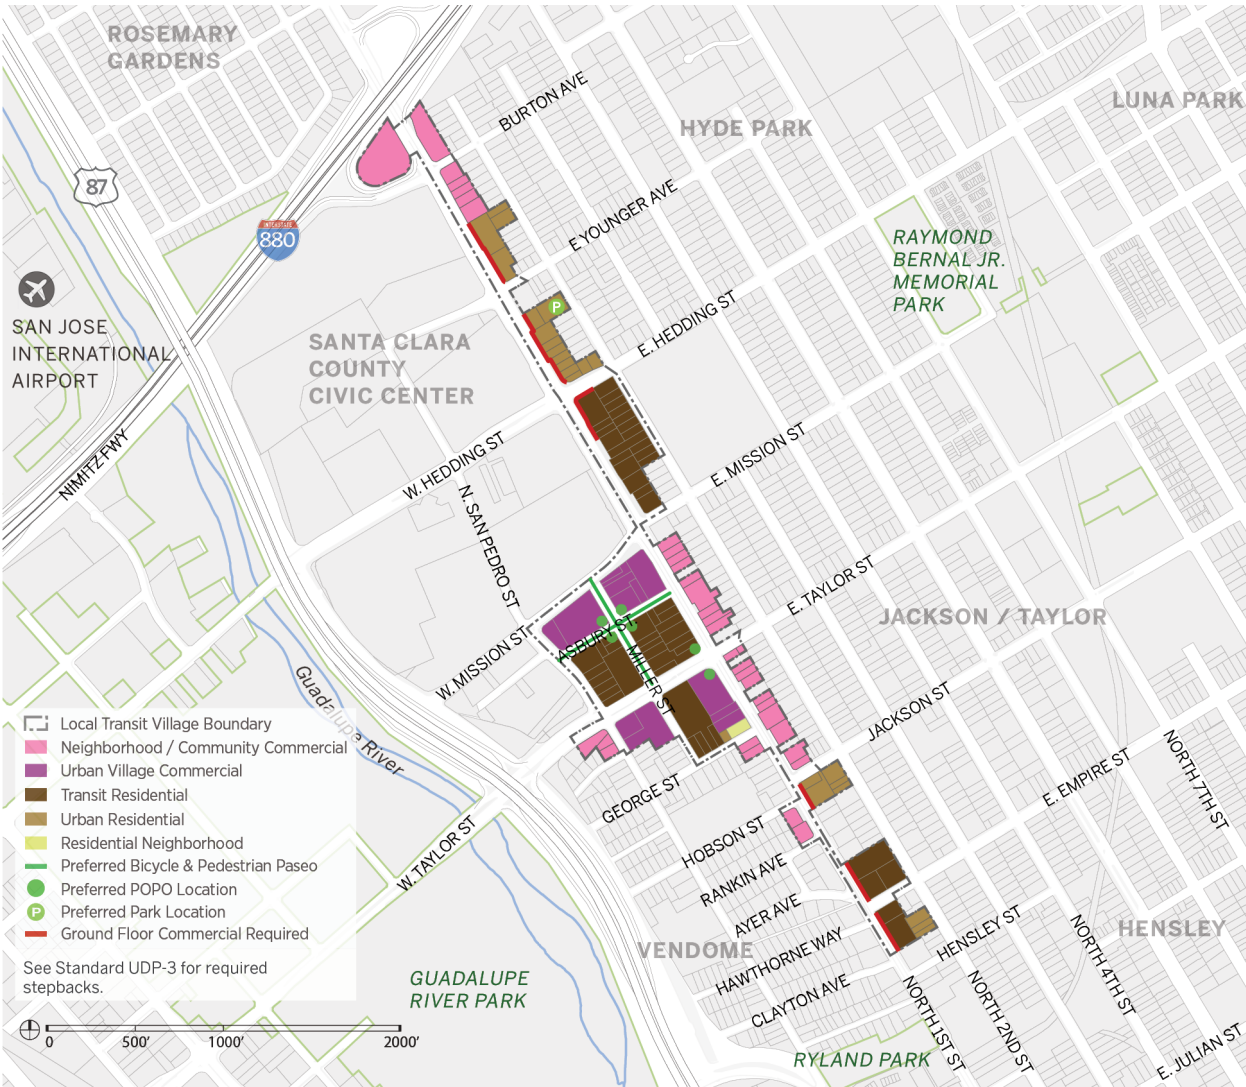 ROSEMARY
GARDENS
BURTON AVE
HYDE PARK
LUNA PARK
87
INTERSTATE
880
E YOUNGER AVE
RAYMOND
BERNAL JR.
MEMORIAL
PARK
SAN JOSE
INTERNATIONAL
AIRPORT
P
E. HEDDING ST
SANTA CLARA
COUNTY
CIVIC CENTER
NIMITZ FWY
W. HEDDING ST
E. MISSION ST
N. SAN PEDRO ST
E. TAYLOR ST
JACKSON / TAYLOR
ASBURY ST.
W. MISSION ST
MILLER ST
Guadalupe River
JACKSON ST
Local Transit Village Boundary
Neighborhood / Community Commercial
Urban Village Commercial
Transit Residential
Urban Residential
Residential Neighborhood
Preferred Bicycle & Pedestrian Paseo
Preferred POPO Location
P Preferred Park Location
Ground Floor Commercial Required
See Standard UDP-3 for required
stepbacks.
GEORGE ST
E. EMPIRE ST
NORTH 7TH ST
HOBSON ST
W. TAYLOR ST
RANKIN AVE
AYER AVE
HENSLEY ST
HENSLEY
VENDOME
HAWTHORNE WAY
NORTH 4TH ST
GUADALUPE
RIVER PARK
CLAYTON AVE
NORTH 1ST ST
NORTH 2ND ST
RYLAND PARK
E. JULIAN ST
0 500' 1000' 2000'